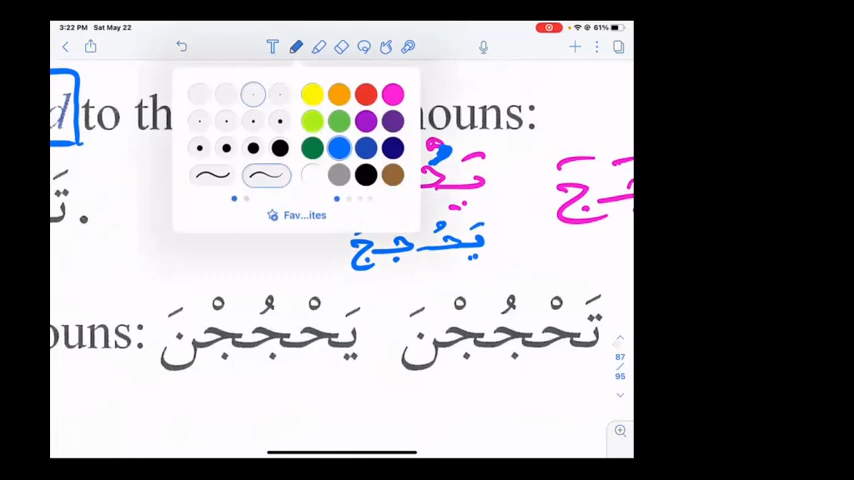 3:22 PM Sat May 22
61%
T
d to th nouns:
تَ.
Fav...ites
ouns: يَحْجُجْنَ تَحْجُجْنَ
87
/
95